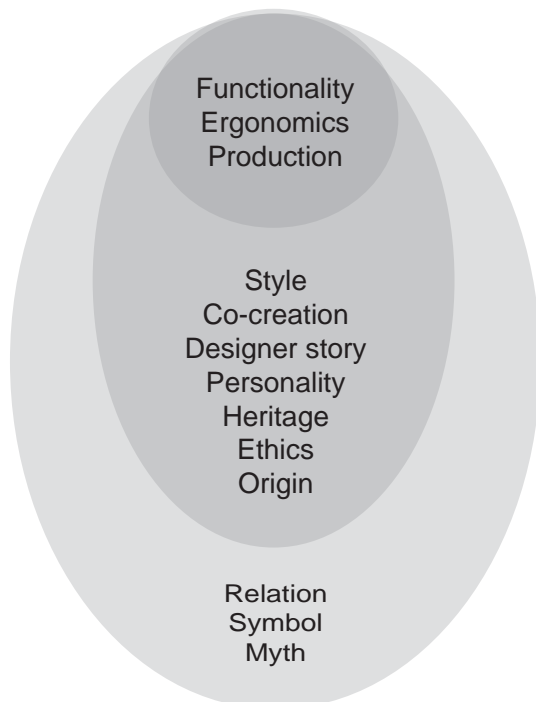 Functionality
Ergonomics
Production
Style
Co-creation
Designer story
Personality
Heritage
Ethics
Origin
Relation
Symbol
Myth